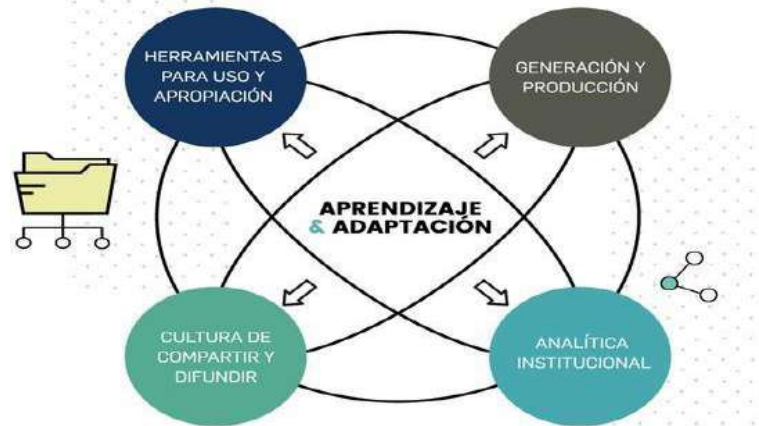 HERRAMIENTAS
PARA USO Y
APROPIACIÓN
GENERACIÓN Y
PRODUCCIÓN
APRENDIZAJE
& ADAPTACIÓN
CULTURA DE
COMPARTIR Y
DIFUNDIR
ANALÍTICA
INSTITUCIONAL